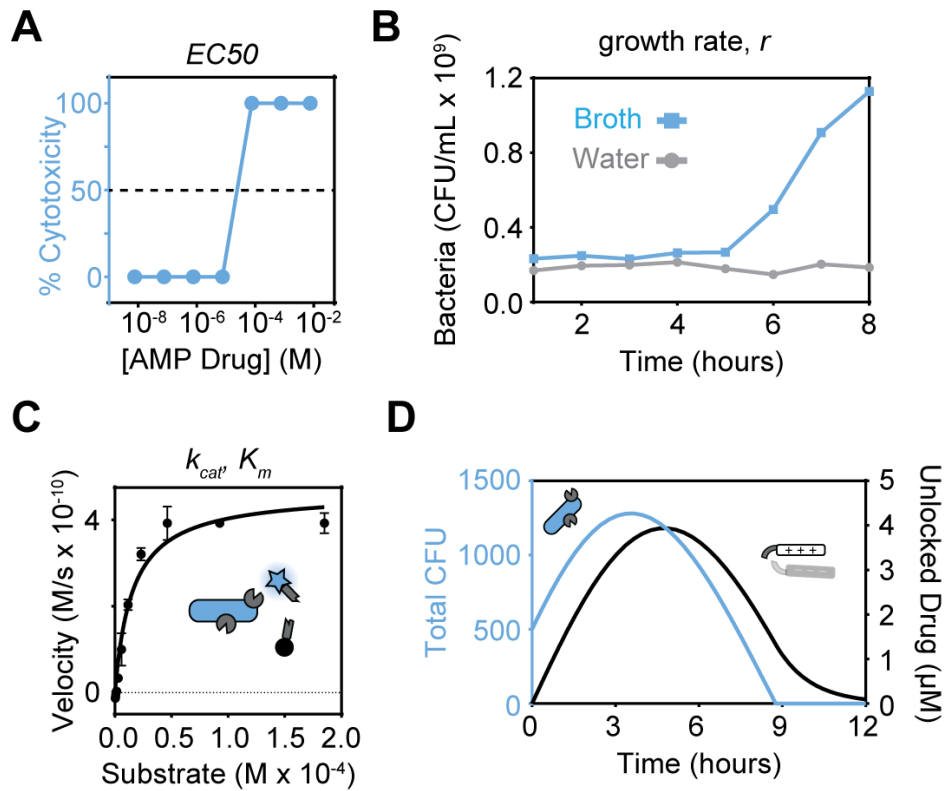 A
EC50
% Cytotoxicity
100
50
0
10⁻⁸ 10⁻⁶ 10⁻⁴ 10⁻²
[AMP Drug] (M)
B
growth rate, r
Bacteria (CFU/mL x 10⁹)
1.2
0.8
0.4
0.0
Broth
Water
2 4 6 8
Time (hours)
C
k_cat, K_m
Velocity (M/s x 10⁻¹⁰)
4
0
0.0 0.5 1.0 1.5 2.0
Substrate (M x 10⁻⁴)
D
Total CFU
1500
1000
500
0
+ + +
5
4
3
2
1
0
Unlocked Drug (µM)
0 3 6 9 12
Time (hours)